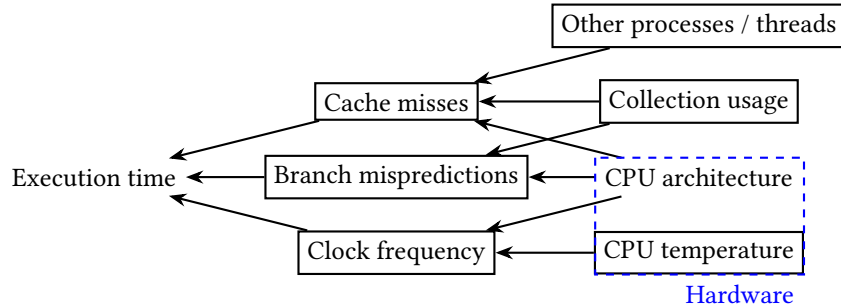 Other processes / threads
Cache misses
Collection usage
Execution time
Branch mispredictions
CPU architecture
Clock frequency
CPU temperature
Hardware